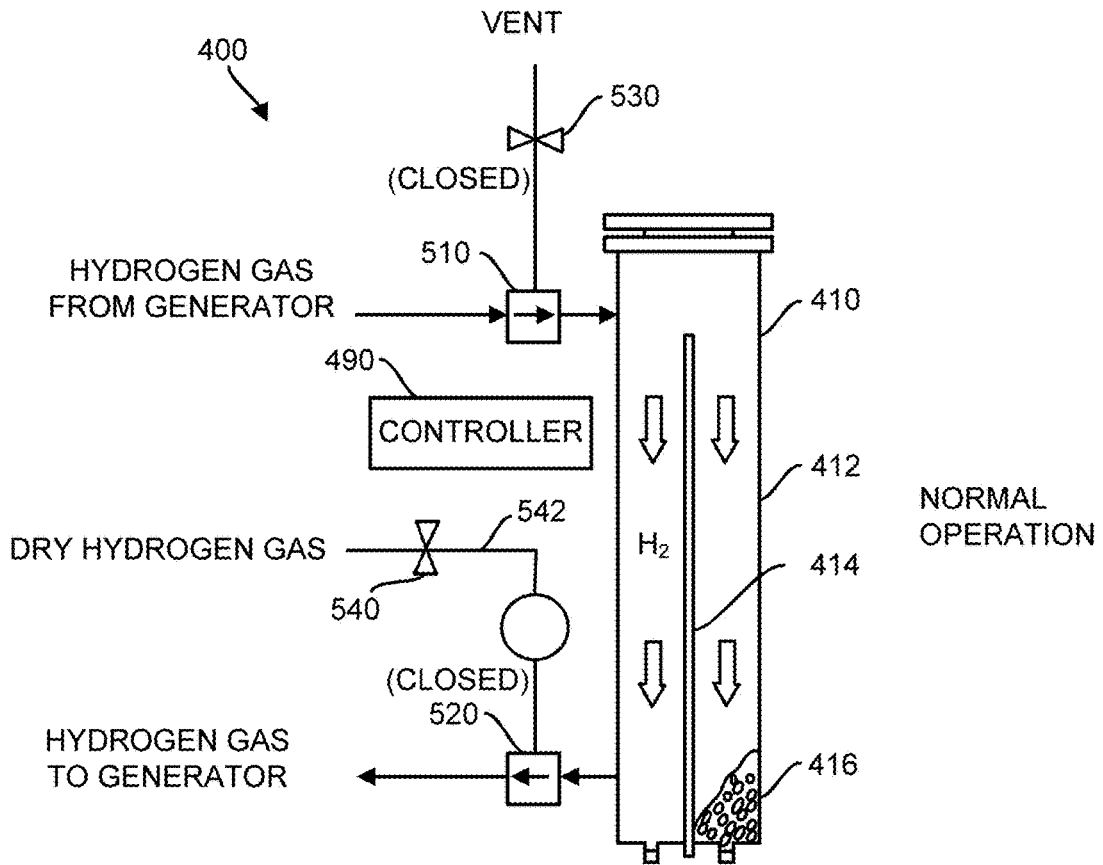 VENT
400
530
(CLOSED)
510
HYDROGEN GAS
FROM GENERATOR
410
490
CONTROLLER
412
NORMAL
OPERATION
542
DRY HYDROGEN GAS
H₂
414
540
(CLOSED)
520
HYDROGEN GAS
TO GENERATOR
416